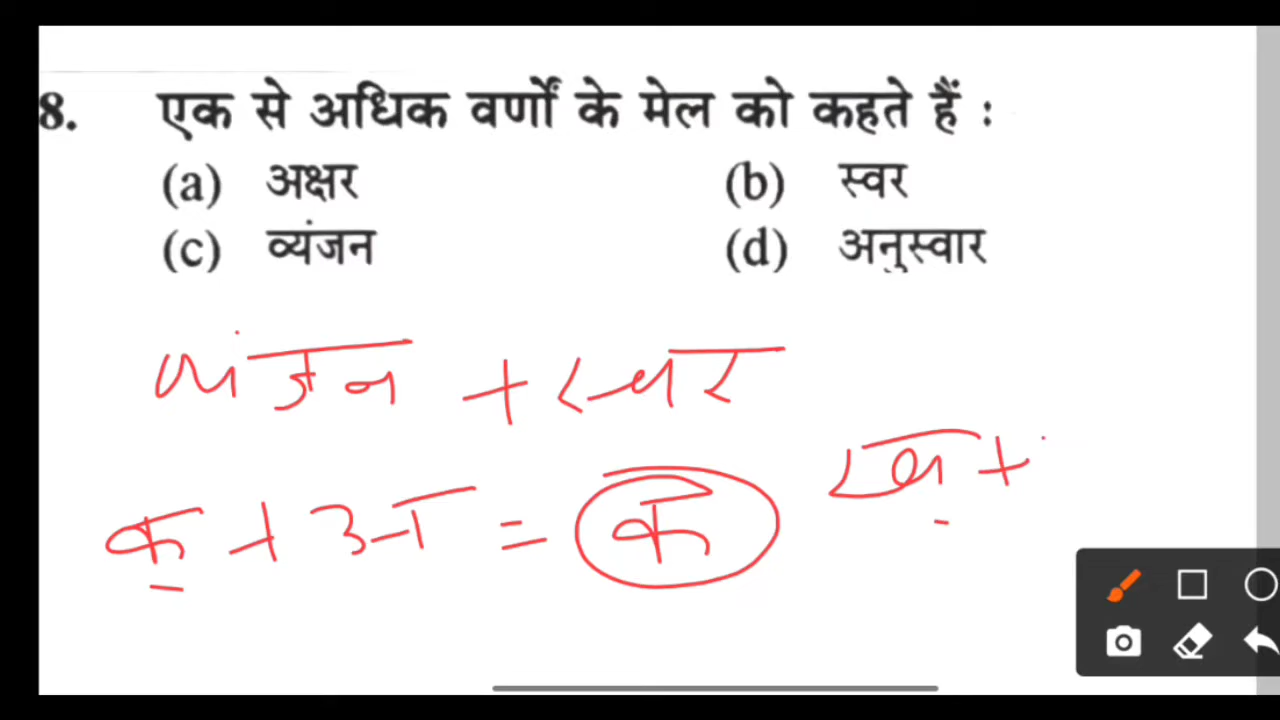 8. एक से अधिक वर्णों के मेल को कहते हैं :
(a) अक्षर (b) स्वर
(c) व्यंजन (d) अनुस्वार
व्यंजन + स्वर
क् + अ = क ख् +